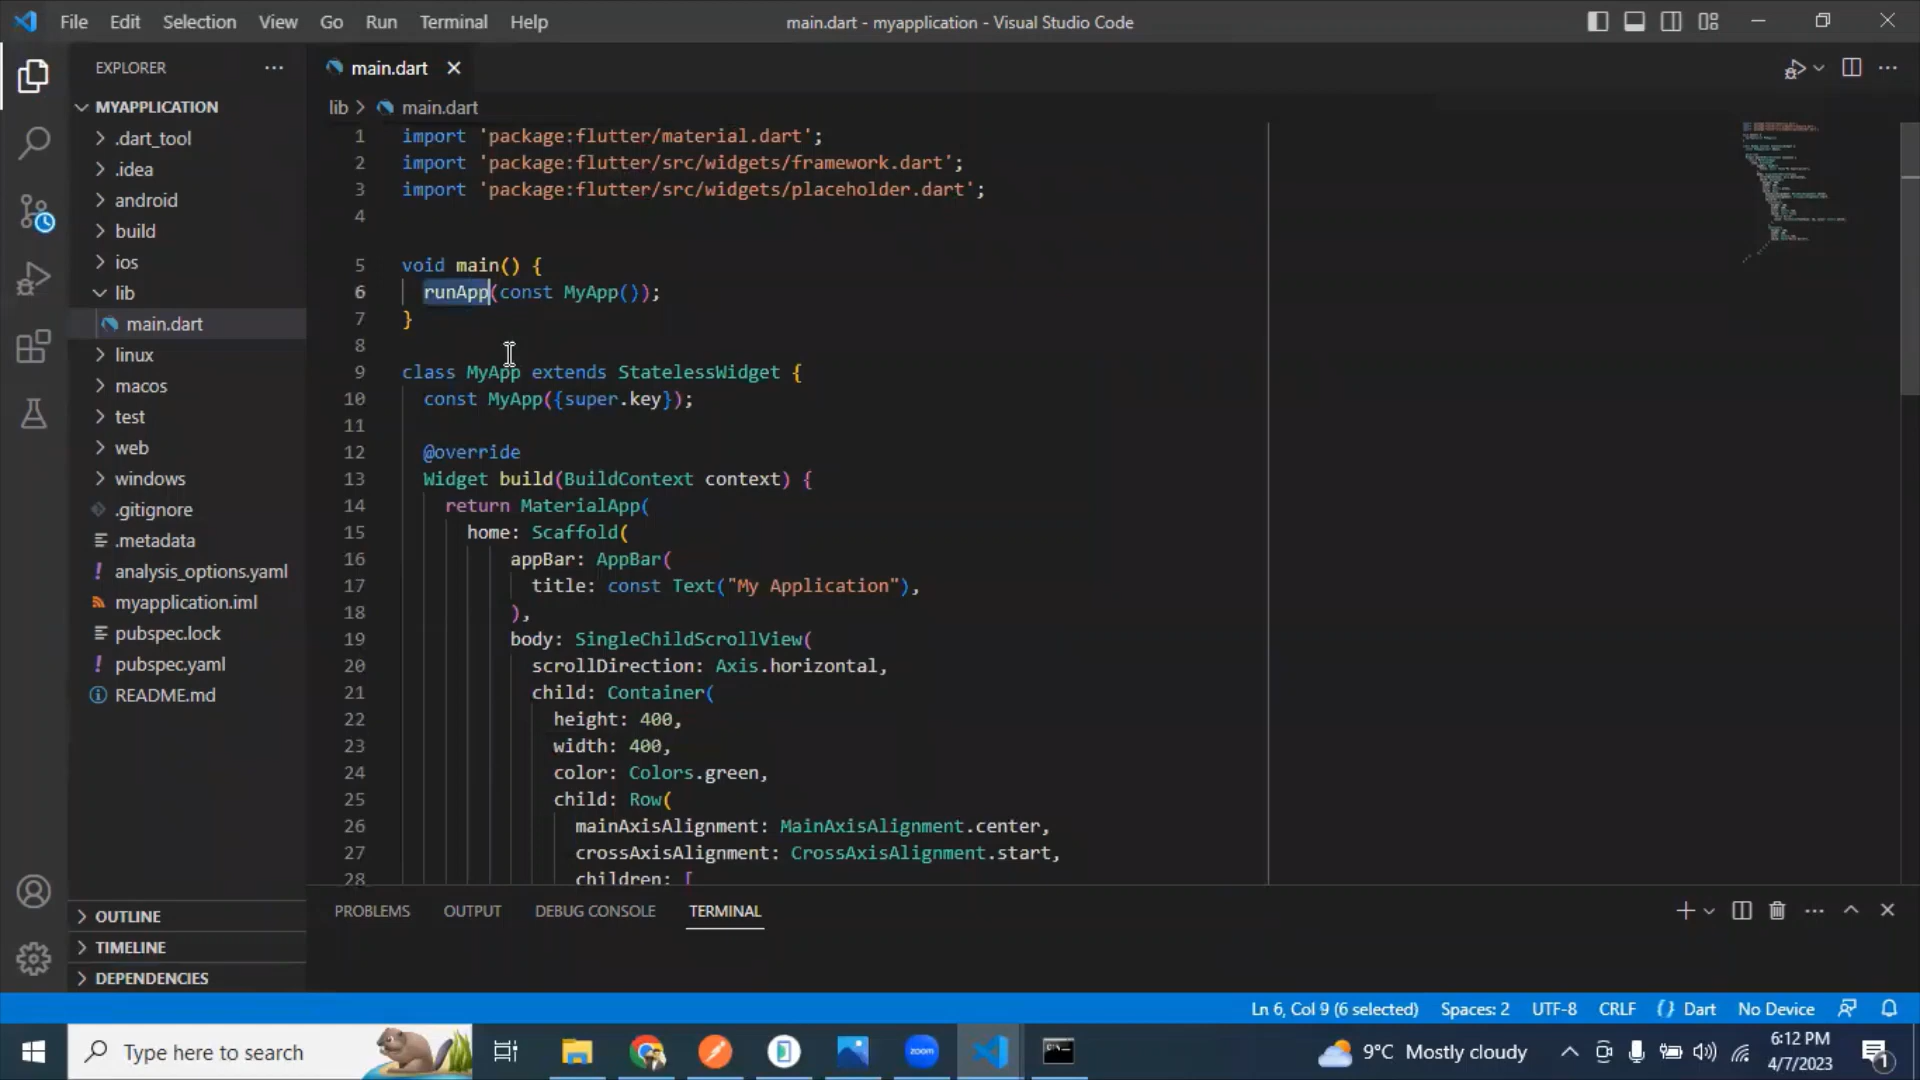 File Edit Selection View Go Run Terminal Help
main.dart - myapplication - Visual Studio Code
EXPLORER
MYAPPLICATION
.dart_tool
.idea
android
build
ios
lib
main.dart
linux
macos
test
web
windows
.gitignore
.metadata
analysis_options.yaml
myapplication.iml
pubspec.lock
pubspec.yaml
README.md
OUTLINE
TIMELINE
DEPENDENCIES
main.dart
lib > main.dart
1 import 'package:flutter/material.dart';
2 import 'package:flutter/src/widgets/framework.dart';
3 import 'package:flutter/src/widgets/placeholder.dart';
4
5 void main() {
6 runApp(const MyApp());
7 }
8
9 class MyApp extends StatelessWidget {
10 const MyApp({super.key});
11
12 @override
13 Widget build(BuildContext context) {
14 return MaterialApp(
15 home: Scaffold(
16 appBar: AppBar(
17 title: const Text("My Application"),
18 ),
19 body: SingleChildScrollView(
20 scrollDirection: Axis.horizontal,
21 child: Container(
22 height: 400,
23 width: 400,
24 color: Colors.green,
25 child: Row(
26 mainAxisAlignment: MainAxisAlignment.center,
27 crossAxisAlignment: CrossAxisAlignment.start,
28 children: [
PROBLEMS OUTPUT DEBUG CONSOLE TERMINAL
Ln 6, Col 9 (6 selected) Spaces: 2 UTF-8 CRLF {} Dart No Device
Type here to search
zoom
9°C Mostly cloudy
6:12 PM
4/7/2023
1